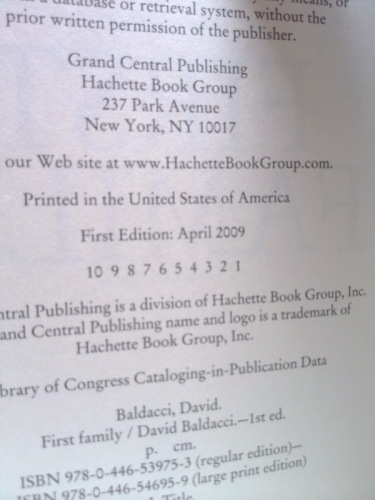 a database or retrieval system, without the
prior written permission of the publisher.
Grand Central Publishing
Hachette Book Group
237 Park Avenue
New York, NY 10017
our Web site at www.HachetteBookGroup.com.
Printed in the United States of America
First Edition: April 2009
10 9 8 7 6 5 4 3 2 1
ntral Publishing is a division of Hachette Book Group, Inc.
and Central Publishing name and logo is a trademark of
Hachette Book Group, Inc.
brary of Congress Cataloging-in-Publication Data
Baldacci, David.
First family / David Baldacci.—1st ed.
p. cm.
ISBN 978-0-446-53975-3 (regular edition)—
ISBN 978-0-446-54695-9 (large print edition)
Title